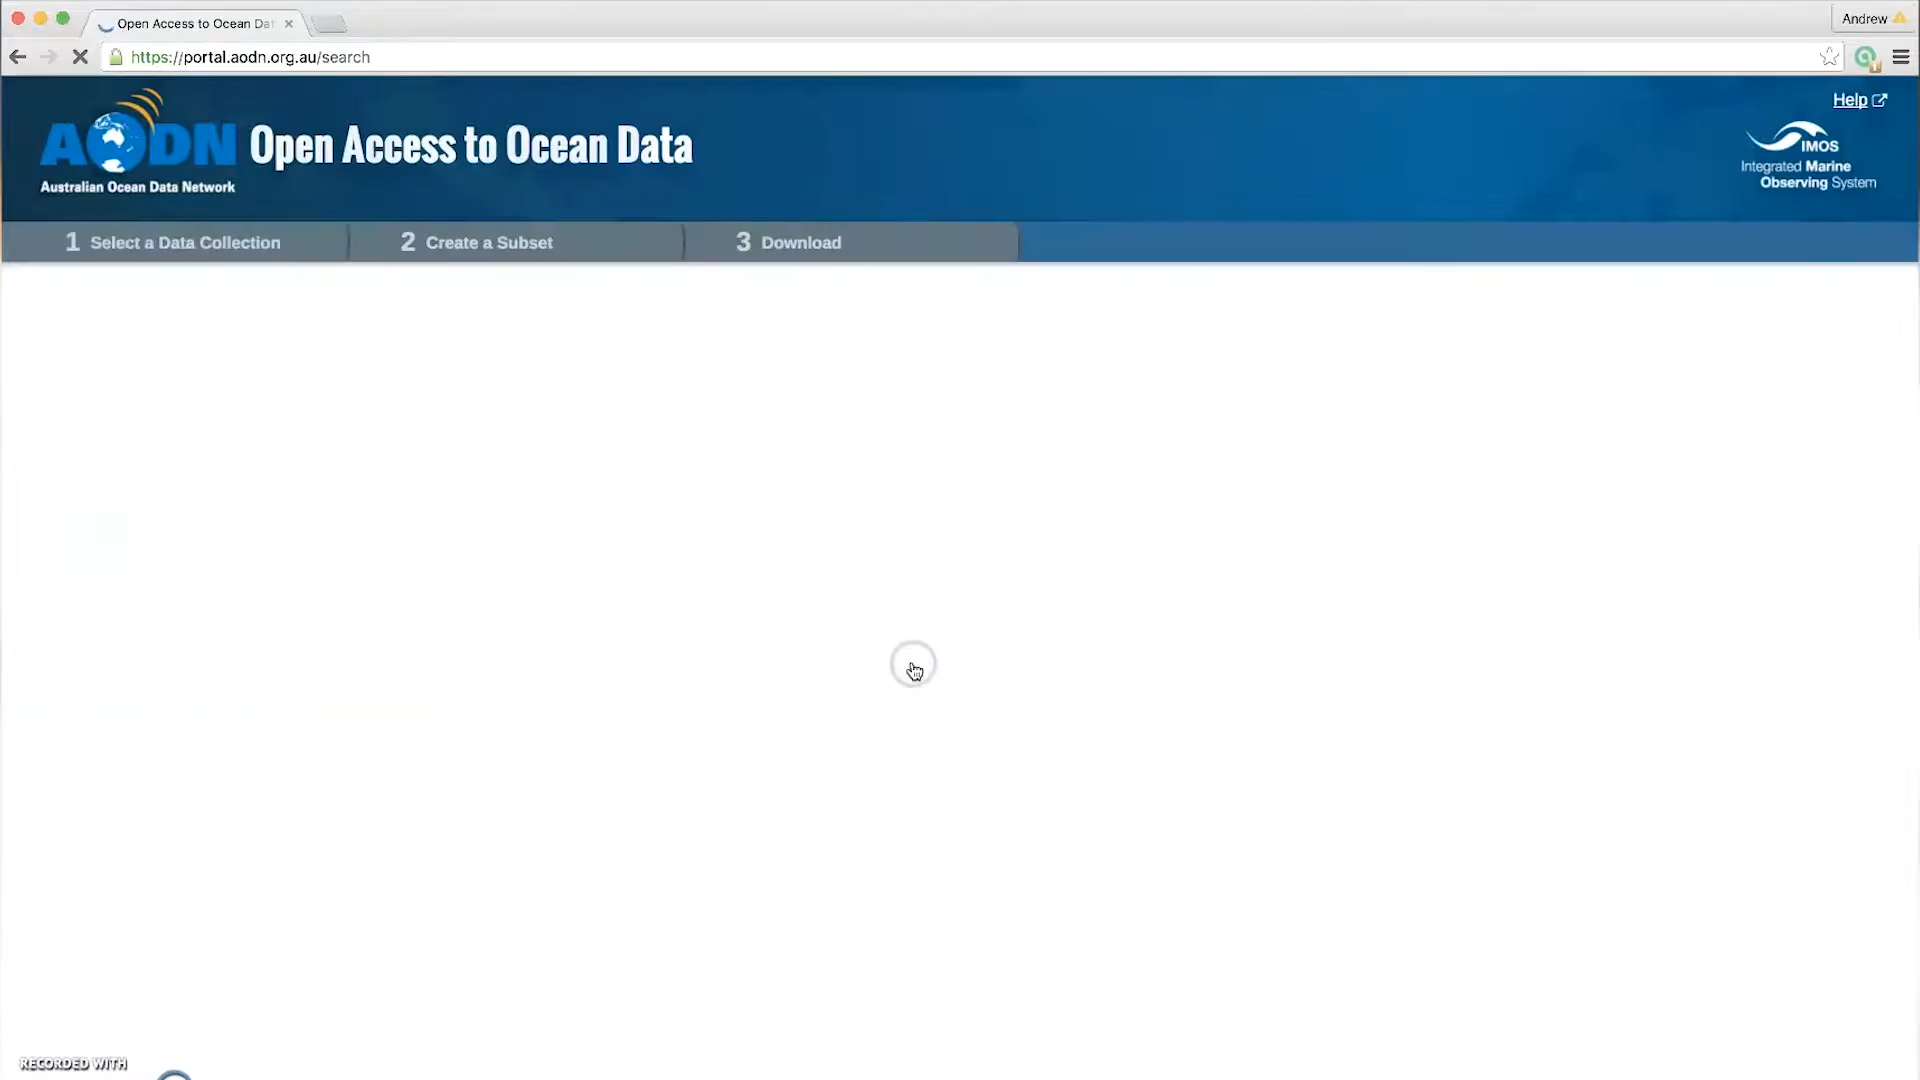 Open Access to Ocean Dat
Andrew
https://portal.aodn.org.au/search
Help
AODN
Open Access to Ocean Data
Australian Ocean Data Network
IMOS
Integrated Marine
Observing System
1 Select a Data Collection
2 Create a Subset
3 Download
RECORDED WITH